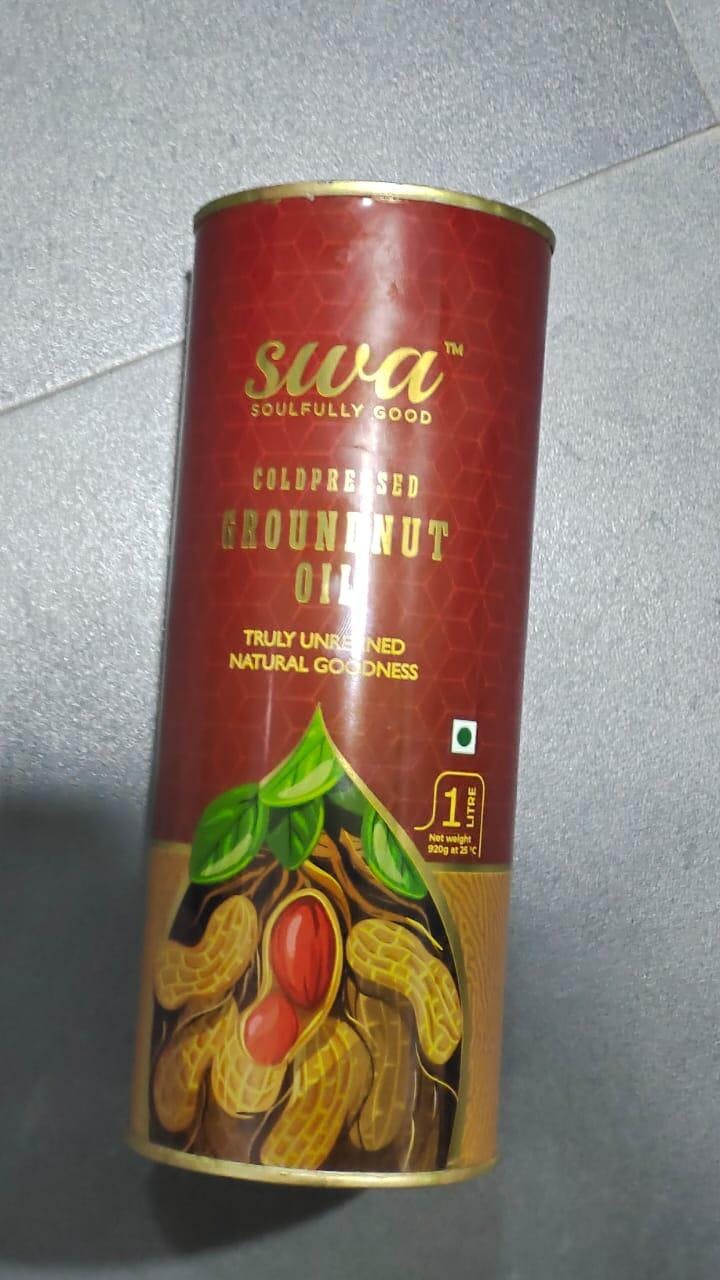 swa™
SOULFULLY GOOD
COLDPRESSED
GROUNDNUT
OIL
TRULY UNREFINED
NATURAL GOODNESS
1 LITRE
Net weight
920g at 25°C